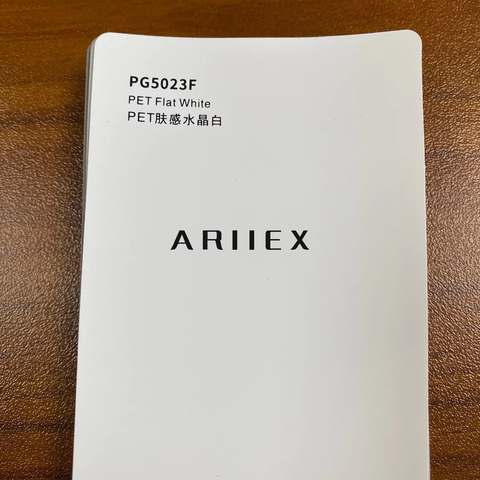 PG5023F
PET Flat White
PET肤感水晶白
ARIIEX